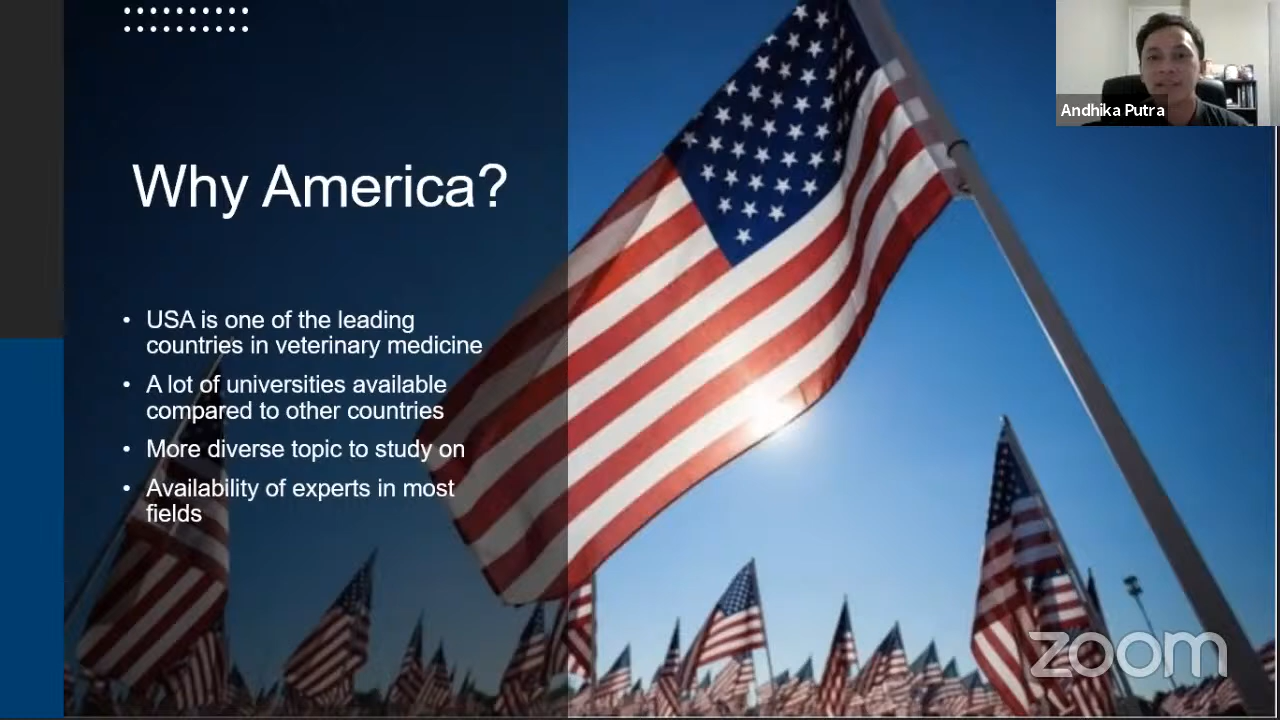 Why America?
• USA is one of the leading
countries in veterinary medicine
• A lot of universities available
compared to other countries
• More diverse topic to study on
• Availability of experts in most
fields
Andhika Putra
zoom